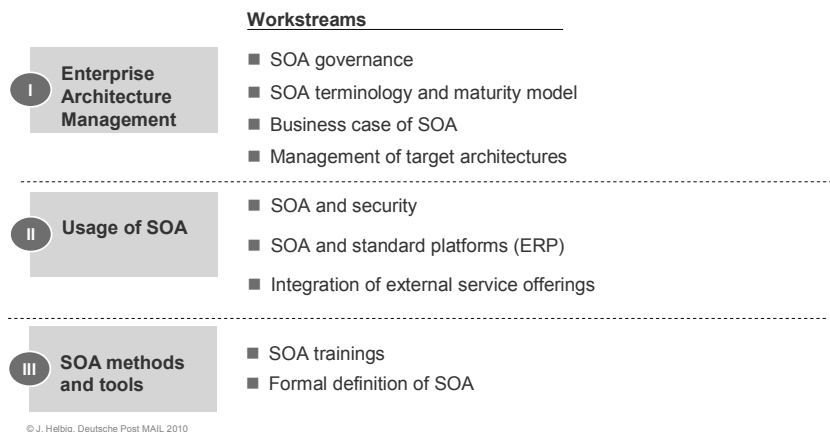 Workstreams
I
Enterprise
Architecture
Management
■ SOA governance
■ SOA terminology and maturity model
■ Business case of SOA
■ Management of target architectures
II
Usage of SOA
■ SOA and security
■ SOA and standard platforms (ERP)
■ Integration of external service offerings
III
SOA methods
and tools
■ SOA trainings
■ Formal definition of SOA
© J. Helbig, Deutsche Post MAIL 2010